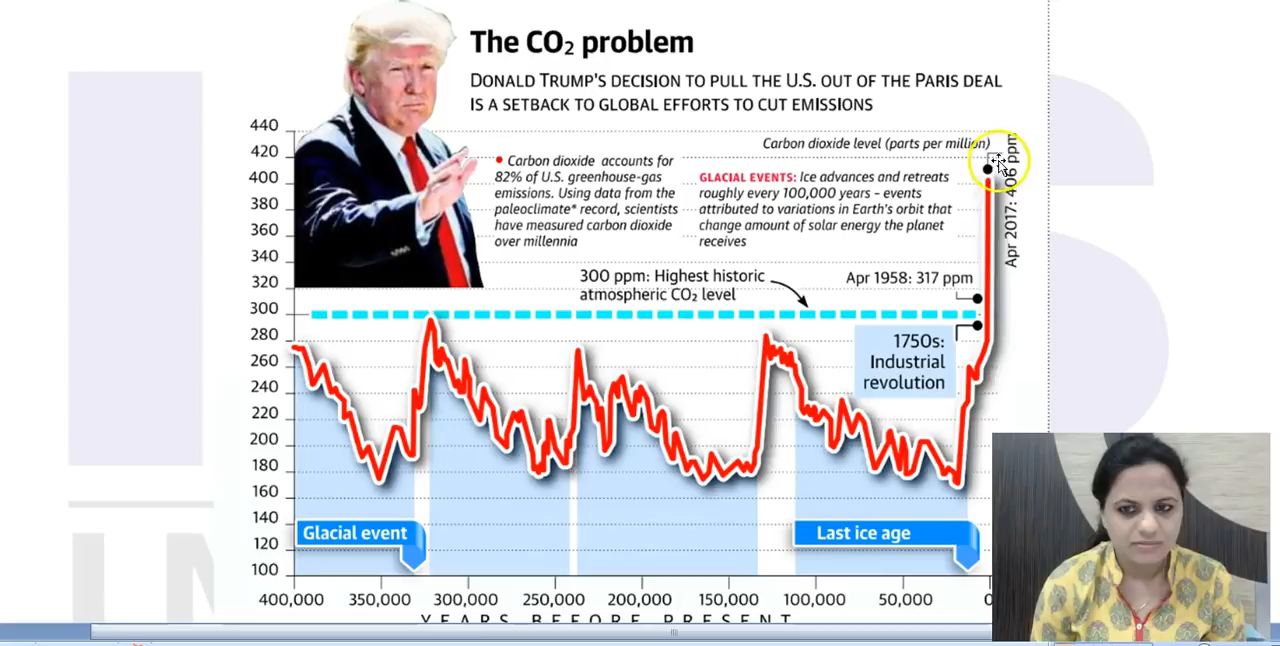 The CO₂ problem
DONALD TRUMP'S DECISION TO PULL THE U.S. OUT OF THE PARIS DEAL
IS A SETBACK TO GLOBAL EFFORTS TO CUT EMISSIONS
440
420
400
380
360
340
320
300
280
260
240
220
200
180
160
140
120
100
Carbon dioxide level (parts per million)
• Carbon dioxide accounts for
82% of U.S. greenhouse-gas
emissions. Using data from the
paleoclimate* record, scientists
have measured carbon dioxide
over millennia
GLACIAL EVENTS: Ice advances and retreats
roughly every 100,000 years – events
attributed to variations in Earth's orbit that
change amount of solar energy the planet
receives
Apr 2017: 406 ppm
300 ppm: Highest historic
atmospheric CO₂ level
Apr 1958: 317 ppm
1750s:
Industrial
revolution
Glacial event
Last ice age
400,000 350,000 300,000 250,000 200,000 150,000 100,000 50,000 0
YEARS BEFORE PRESENT